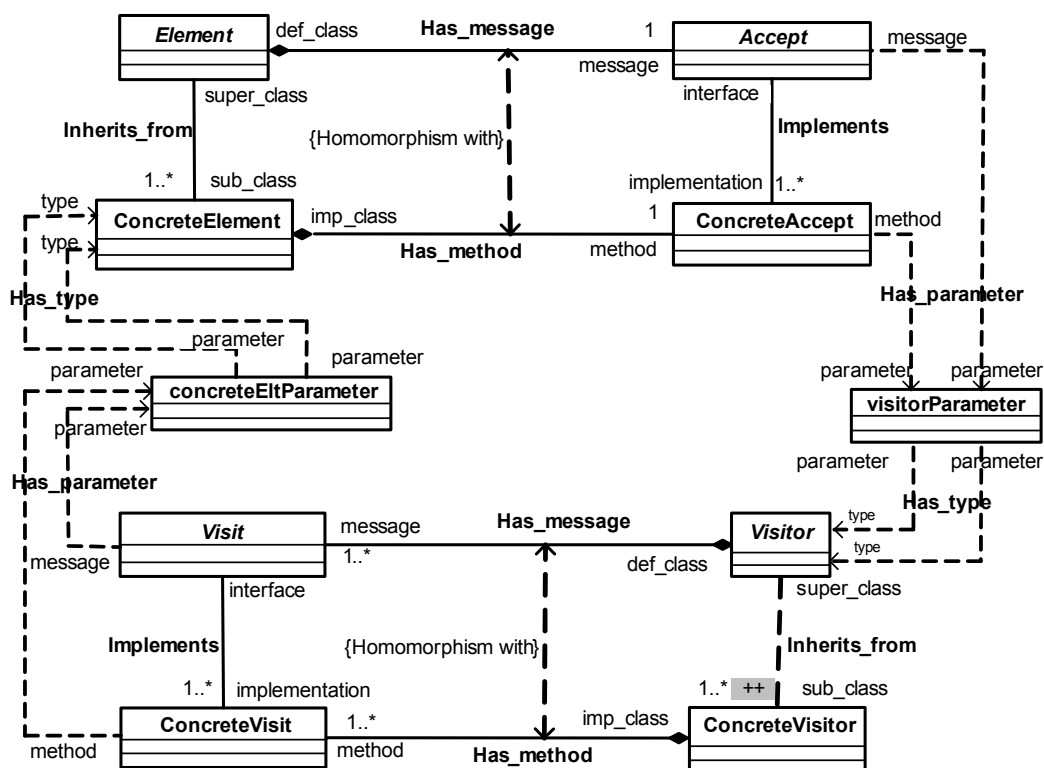 Element
def_class
Has_message
1
Accept
message
message
super_class
interface
Inherits_from
{Homomorphism with}
Implements
1..*
sub_class
implementation
1..*
type
ConcreteElement
imp_class
1
ConcreteAccept
method
type
Has_method
method
Has_type
Has_parameter
parameter
parameter
parameter
concreteEltParameter
parameter
parameter
visitorParameter
parameter
parameter
parameter
Has_parameter
Has_type
Visit
message
Has_message
Visitor
type
type
message
1..*
def_class
interface
super_class
Implements
{Homomorphism with}
Inherits_from
1..*
implementation
1..*
++
sub_class
ConcreteVisit
1..*
imp_class
ConcreteVisitor
method
method
Has_method